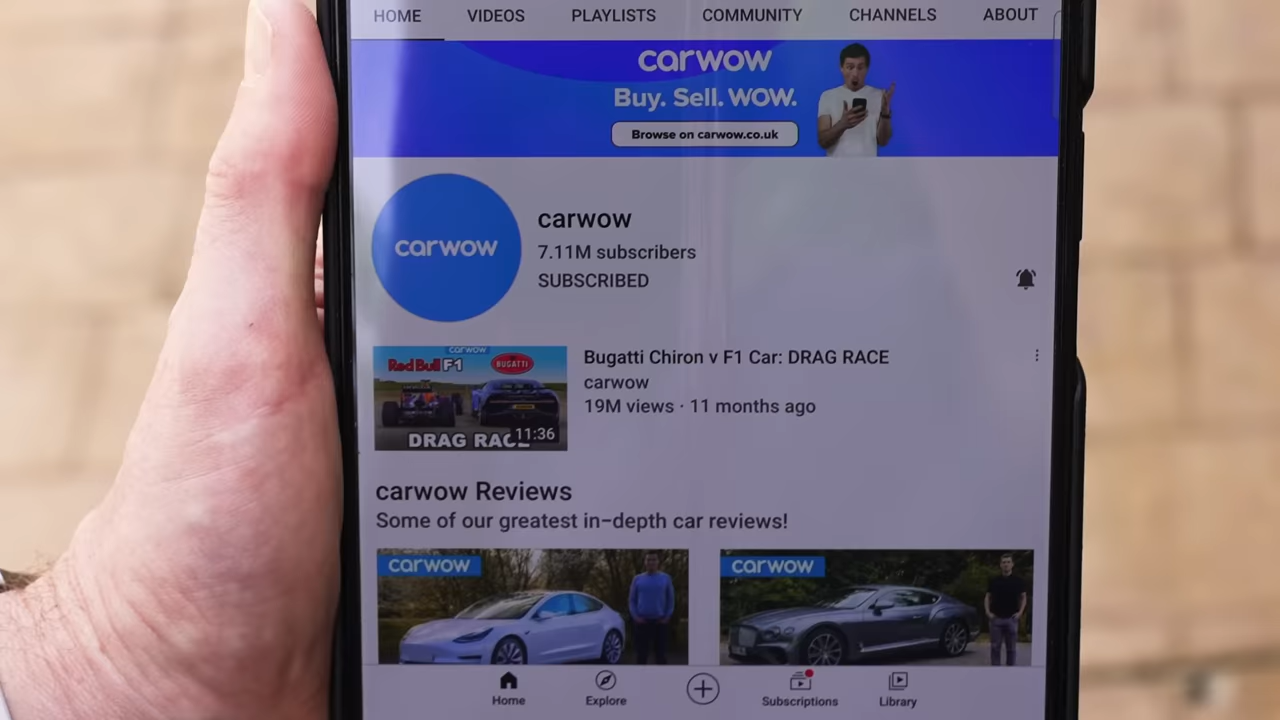 HOME VIDEOS PLAYLISTS COMMUNITY CHANNELS ABOUT
carwow
Buy. Sell. WOW.
Browse on carwow.co.uk
carwow
carwow
7.11M subscribers
SUBSCRIBED
carwow
Red Bull F1 BUGATTI
DRAG RACE
11:36
Bugatti Chiron v F1 Car: DRAG RACE
carwow
19M views · 11 months ago
carwow Reviews
Some of our greatest in-depth car reviews!
carwow
carwow
Home Explore Subscriptions Library